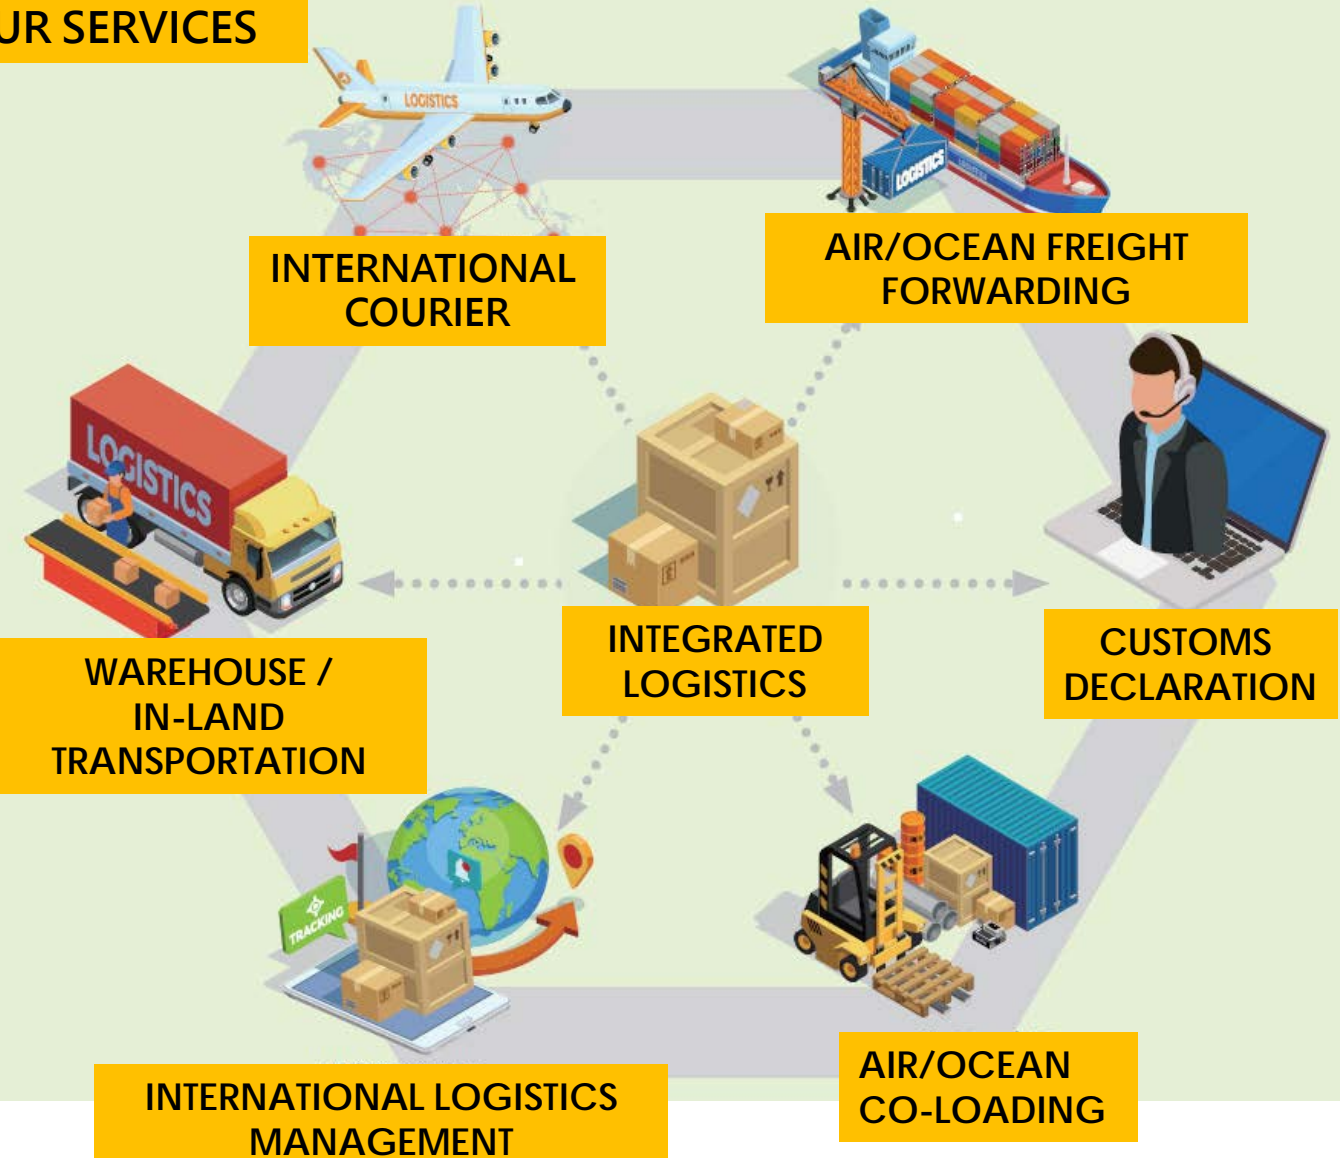 UR SERVICES
LOGISTICS
LOGISTICS
INTERNATIONAL
COURIER
AIR/OCEAN FREIGHT
FORWARDING
LOGISTICS
INTEGRATED
LOGISTICS
CUSTOMS
DECLARATION
WAREHOUSE /
IN-LAND
TRANSPORTATION
TRACKING
INTERNATIONAL LOGISTICS
MANAGEMENT
AIR/OCEAN
CO-LOADING